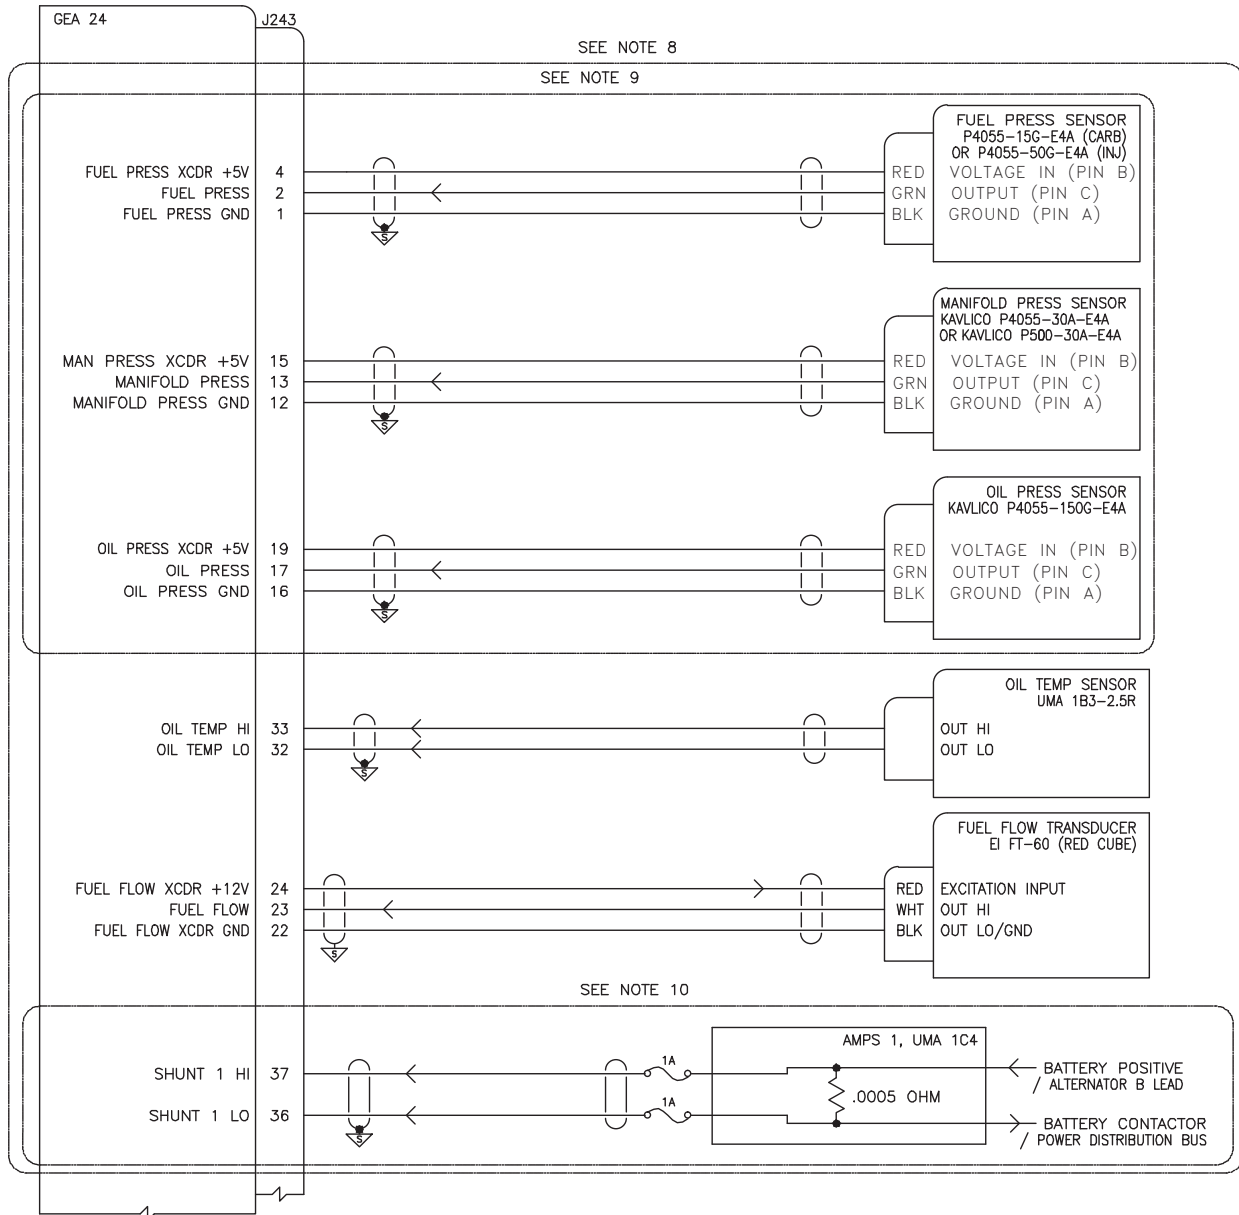 GEA 24
J243
SEE NOTE 8
SEE NOTE 9
FUEL PRESS SENSOR
P4055-15G-E4A (CARB)
OR P4055-50G-E4A (INJ)
FUEL PRESS XCDR +5V 4 RED VOLTAGE IN (PIN B)
FUEL PRESS 2 GRN OUTPUT (PIN C)
FUEL PRESS GND 1 BLK GROUND (PIN A)
S
MANIFOLD PRESS SENSOR
KAVLICO P4055-30A-E4A
OR KAVLICO P500-30A-E4A
MAN PRESS XCDR +5V 15 RED VOLTAGE IN (PIN B)
MANIFOLD PRESS 13 GRN OUTPUT (PIN C)
MANIFOLD PRESS GND 12 BLK GROUND (PIN A)
S
OIL PRESS SENSOR
KAVLICO P4055-150G-E4A
OIL PRESS XCDR +5V 19 RED VOLTAGE IN (PIN B)
OIL PRESS 17 GRN OUTPUT (PIN C)
OIL PRESS GND 16 BLK GROUND (PIN A)
S
OIL TEMP SENSOR
UMA 1B3-2.5R
OIL TEMP HI 33 OUT HI
OIL TEMP LO 32 OUT LO
S
FUEL FLOW TRANSDUCER
EI FT-60 (RED CUBE)
FUEL FLOW XCDR +12V 24 RED EXCITATION INPUT
FUEL FLOW 23 WHT OUT HI
FUEL FLOW XCDR GND 22 BLK OUT LO/GND
S
SEE NOTE 10
AMPS 1, UMA 1C4
SHUNT 1 HI 37 1A BATTERY POSITIVE
/ ALTERNATOR B LEAD
.0005 OHM
SHUNT 1 LO 36 1A BATTERY CONTACTOR
/ POWER DISTRIBUTION BUS
S